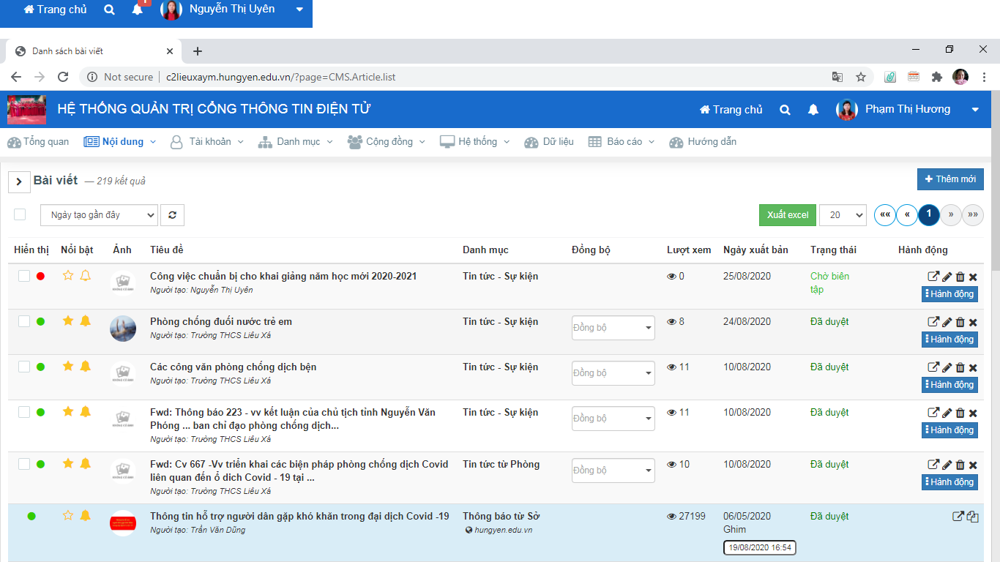 Trang chủ 1 Nguyễn Thị Uyên
Danh sách bài viết
Not secure c2lieuxaym.hungyen.edu.vn/?page=CMS.Article.list
HỆ THỐNG QUẢN TRỊ CỔNG THÔNG TIN ĐIỆN TỬ Trang chủ Phạm Thị Hương
Tổng quan Nội dung Tài khoản Danh mục Cộng đồng Hệ thống Dữ liệu Báo cáo Hướng dẫn
Bài viết — 219 kết quả Thêm mới
Ngày tạo gần đây Xuất excel 20 «« « 1 » »»
Hiển thị Nổi bật Ảnh Tiêu đề Danh mục Đồng bộ Lượt xem Ngày xuất bản Trạng thái Hành động
Công việc chuẩn bị cho khai giảng năm học mới 2020-2021 Tin tức - Sự kiện 0 25/08/2020 Chờ biên
Người tạo: Nguyễn Thị Uyên tập Hành động
Phòng chống đuối nước trẻ em Tin tức - Sự kiện Đồng bộ 8 24/08/2020 Đã duyệt
Người tạo: Trường THCS Liêu Xá Hành động
Các công văn phòng chống dịch bện Tin tức - Sự kiện Đồng bộ 11 10/08/2020 Đã duyệt
Người tạo: Trường THCS Liêu Xá Hành động
Fwd: Thông báo 223 - vv kết luận của chủ tịch tỉnh Nguyễn Văn Tin tức - Sự kiện Đồng bộ 11 10/08/2020 Đã duyệt
Phóng ... ban chỉ đạo phòng chống dịch... Hành động
Người tạo: Trường THCS Liêu Xá
Fwd: Cv 667 -Vv triển khai các biện pháp phòng chống dịch Covid Tin tức từ Phòng Đồng bộ 10 10/08/2020 Đã duyệt
liên quan đến ổ dich Covid - 19 tại ... Hành động
Người tạo: Trường THCS Liêu Xá
Thông tin hỗ trợ người dân gặp khó khăn trong đại dịch Covid -19 Thông báo từ Sở 27199 06/05/2020 Đã duyệt
Người tạo: Trần Văn Dũng hungyen.edu.vn Ghim
19/08/2020 16:54